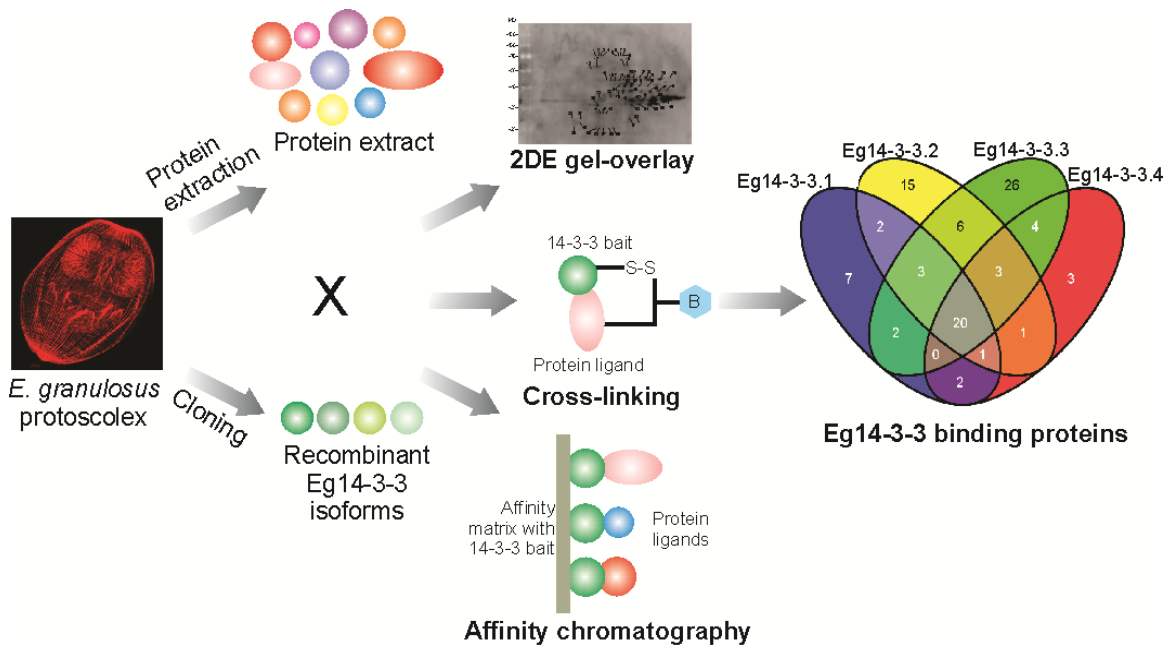 Protein extract
Protein
extraction
2DE gel-overlay
E. granulosus
protoscolex
X
Cloning
Recombinant
Eg14-3-3
isoforms
14-3-3 bait
S-S
B
Protein ligand
Cross-linking
Affinity
matrix with
14-3-3 bait
Protein
ligands
Affinity chromatography
Eg14-3-3.1
Eg14-3-3.2
Eg14-3-3.3
Eg14-3-3.4
15
26
2
6
4
7
3
3
3
2
20
1
0
1
2
Eg14-3-3 binding proteins